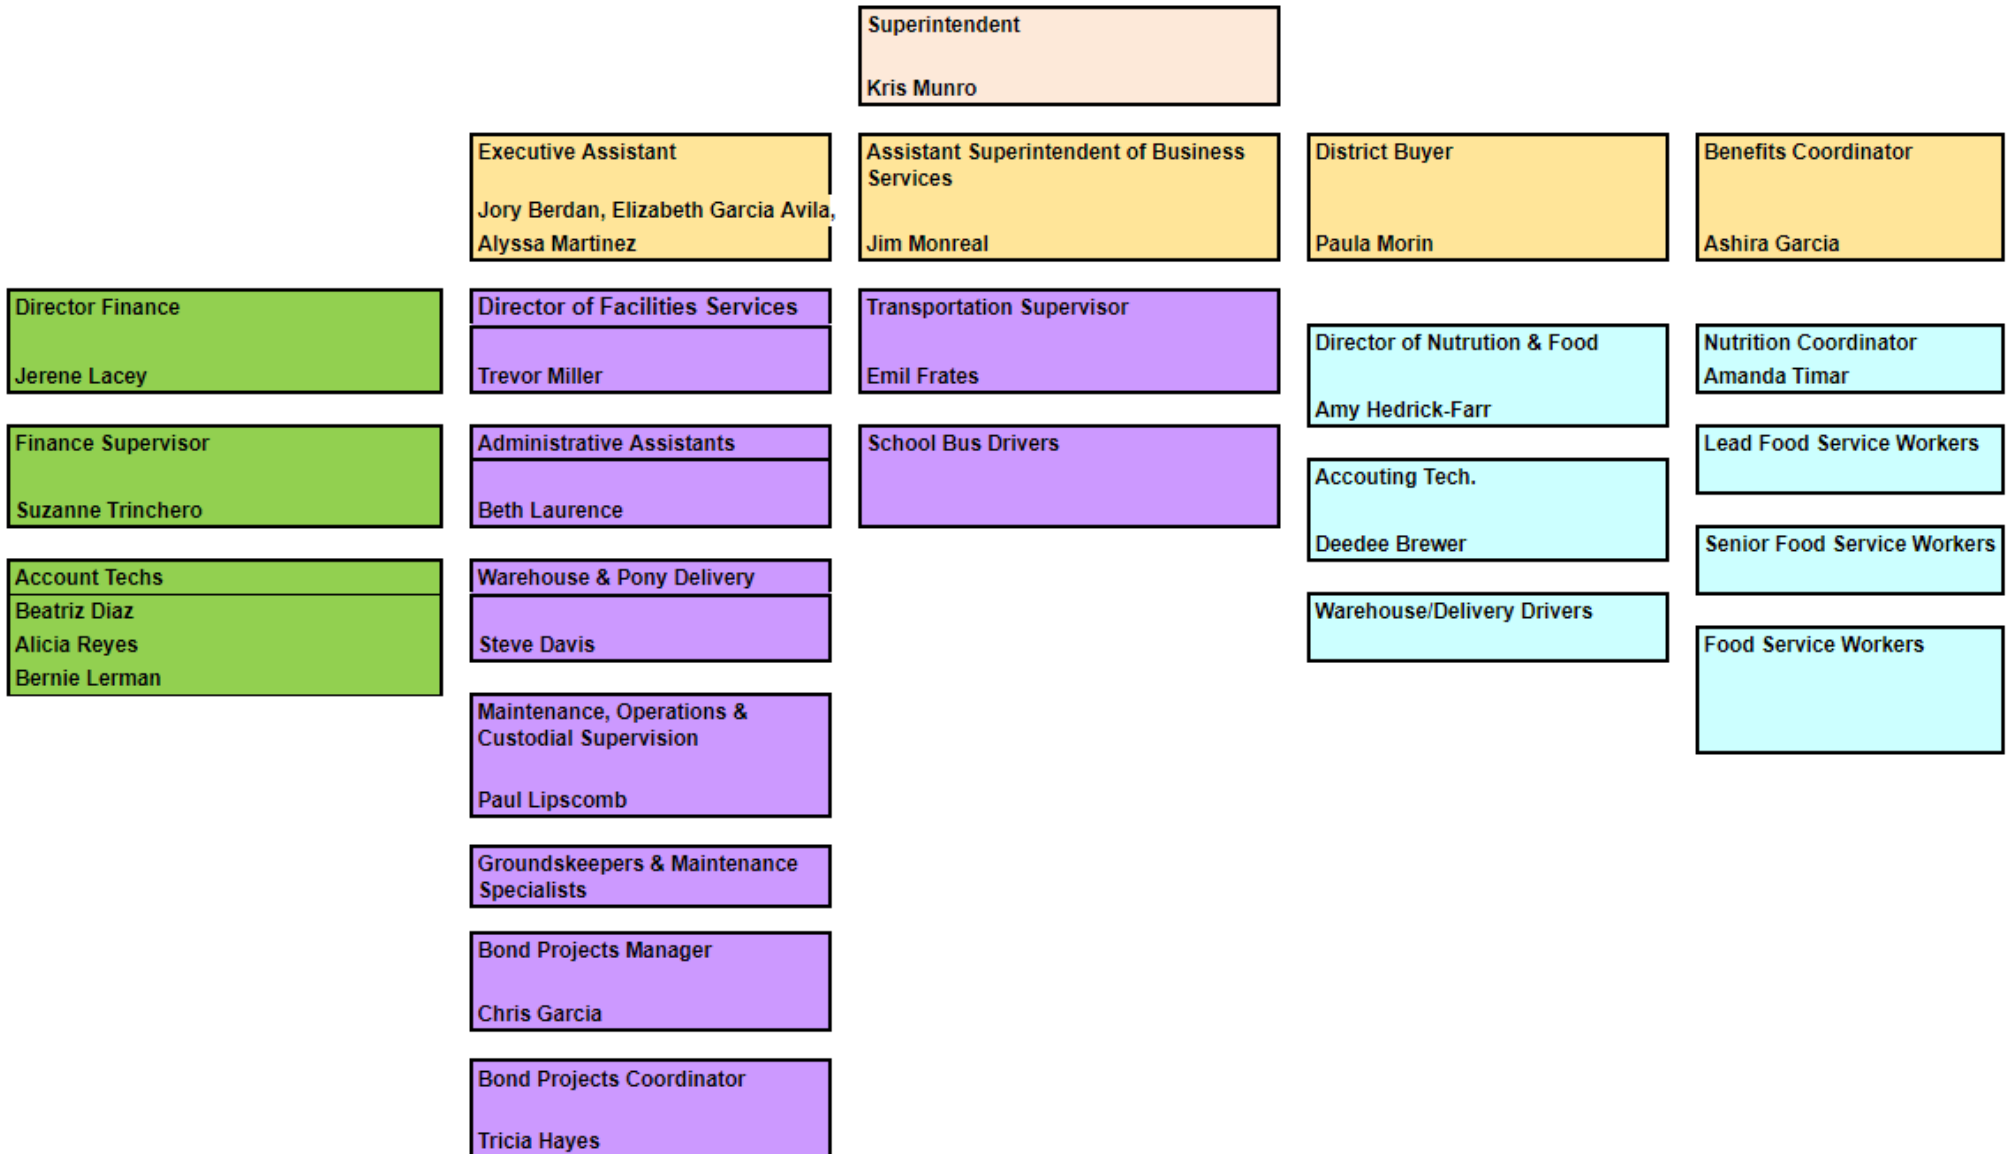 Superintendent
Kris Munro
Executive Assistant
Jory Berdan, Elizabeth Garcia Avila,
Alyssa Martinez
Assistant Superintendent of Business
Services
Jim Monreal
District Buyer
Paula Morin
Benefits Coordinator
Ashira Garcia
Director Finance
Jerene Lacey
Finance Supervisor
Suzanne Trinchero
Account Techs
Beatriz Diaz
Alicia Reyes
Bernie Lerman
Director of Facilities Services
Trevor Miller
Administrative Assistants
Beth Laurence
Warehouse & Pony Delivery
Steve Davis
Maintenance, Operations &
Custodial Supervision
Paul Lipscomb
Groundskeepers & Maintenance
Specialists
Bond Projects Manager
Chris Garcia
Bond Projects Coordinator
Tricia Hayes
Transportation Supervisor
Emil Frates
School Bus Drivers
Director of Nutrution & Food
Amy Hedrick-Farr
Accouting Tech.
Deedee Brewer
Warehouse/Delivery Drivers
Nutrition Coordinator
Amanda Timar
Lead Food Service Workers
Senior Food Service Workers
Food Service Workers